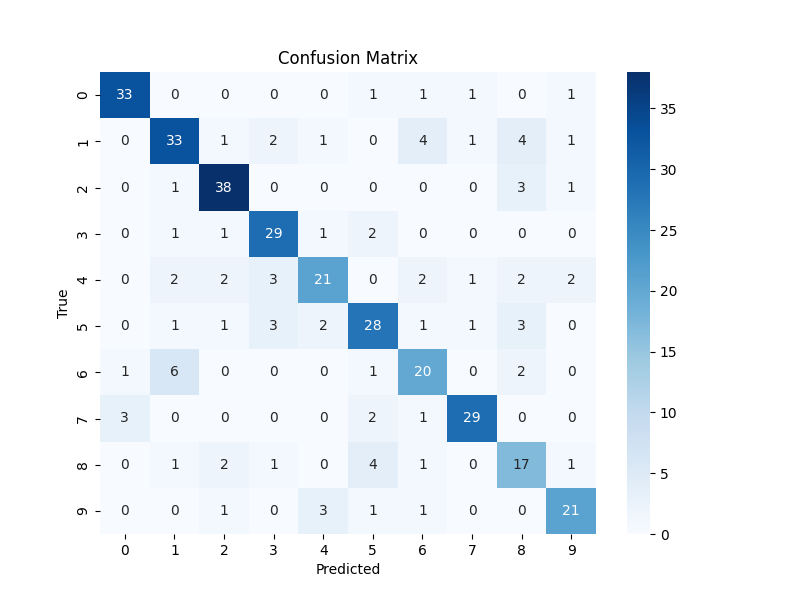 Confusion Matrix
0 33 0 0 0 0 1 1 1 0 1
1 0 33 1 2 1 0 4 1 4 1
2 0 1 38 0 0 0 0 0 3 1
3 0 1 1 29 1 2 0 0 0 0
4 0 2 2 3 21 0 2 1 2 2
5 0 1 1 3 2 28 1 1 3 0
6 1 6 0 0 0 1 20 0 2 0
7 3 0 0 0 0 2 1 29 0 0
8 0 1 2 1 0 4 1 0 17 1
9 0 0 1 0 3 1 1 0 0 21
0 1 2 3 4 5 6 7 8 9
Predicted
True
35
30
25
20
15
10
5
0